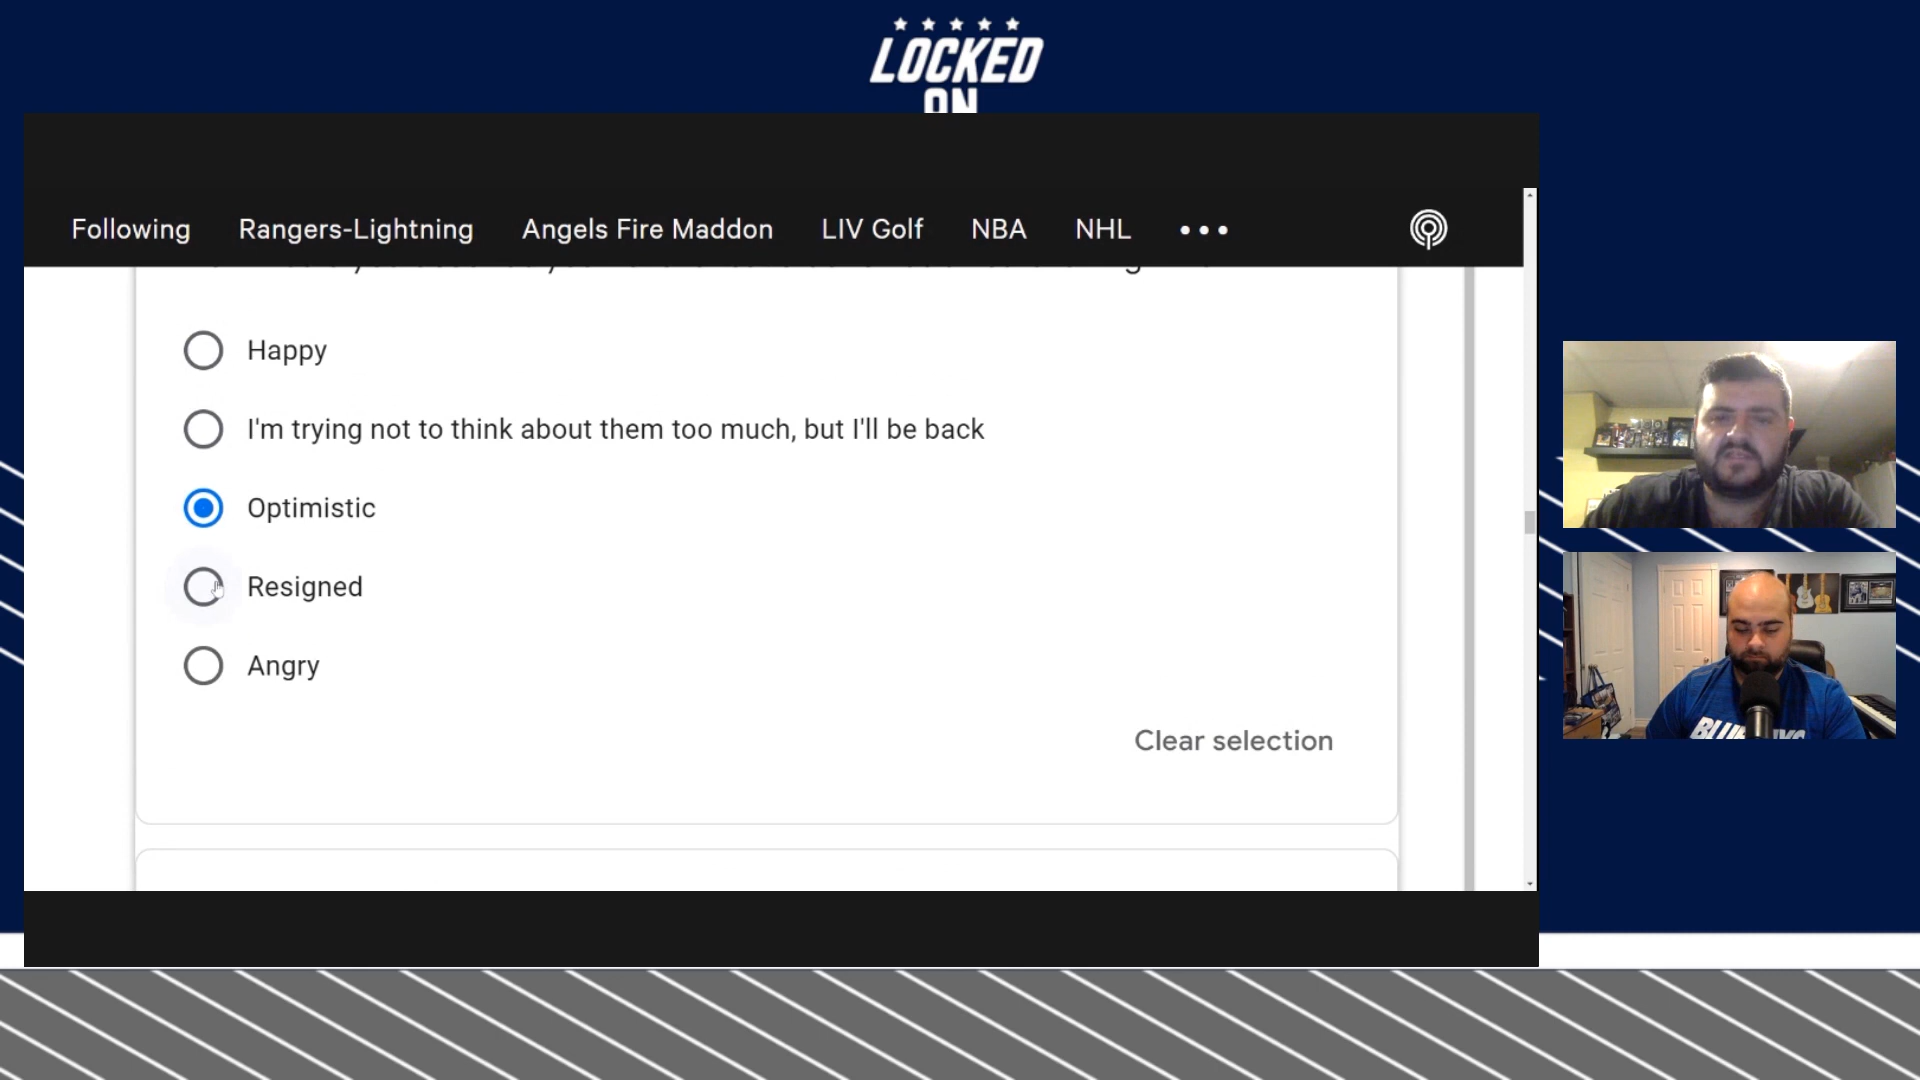 LOCKED
ON
Following Rangers-Lightning Angels Fire Maddon LIV Golf NBA NHL
Happy
I'm trying not to think about them too much, but I'll be back
Optimistic
Resigned
Angry
Clear selection